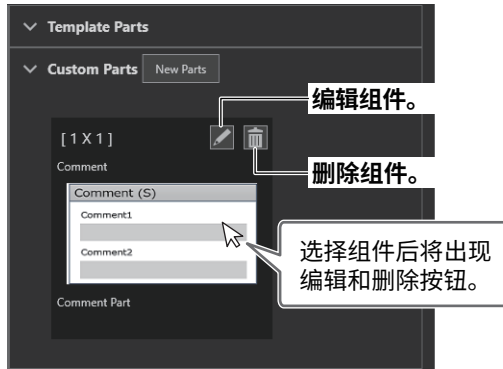 Template Parts
Custom Parts New Parts
编辑组件。
[ 1 X 1 ]
Comment
删除组件。
Comment (S)
Comment1
Comment2
选择组件后将出现
编辑和删除按钮。
Comment Part